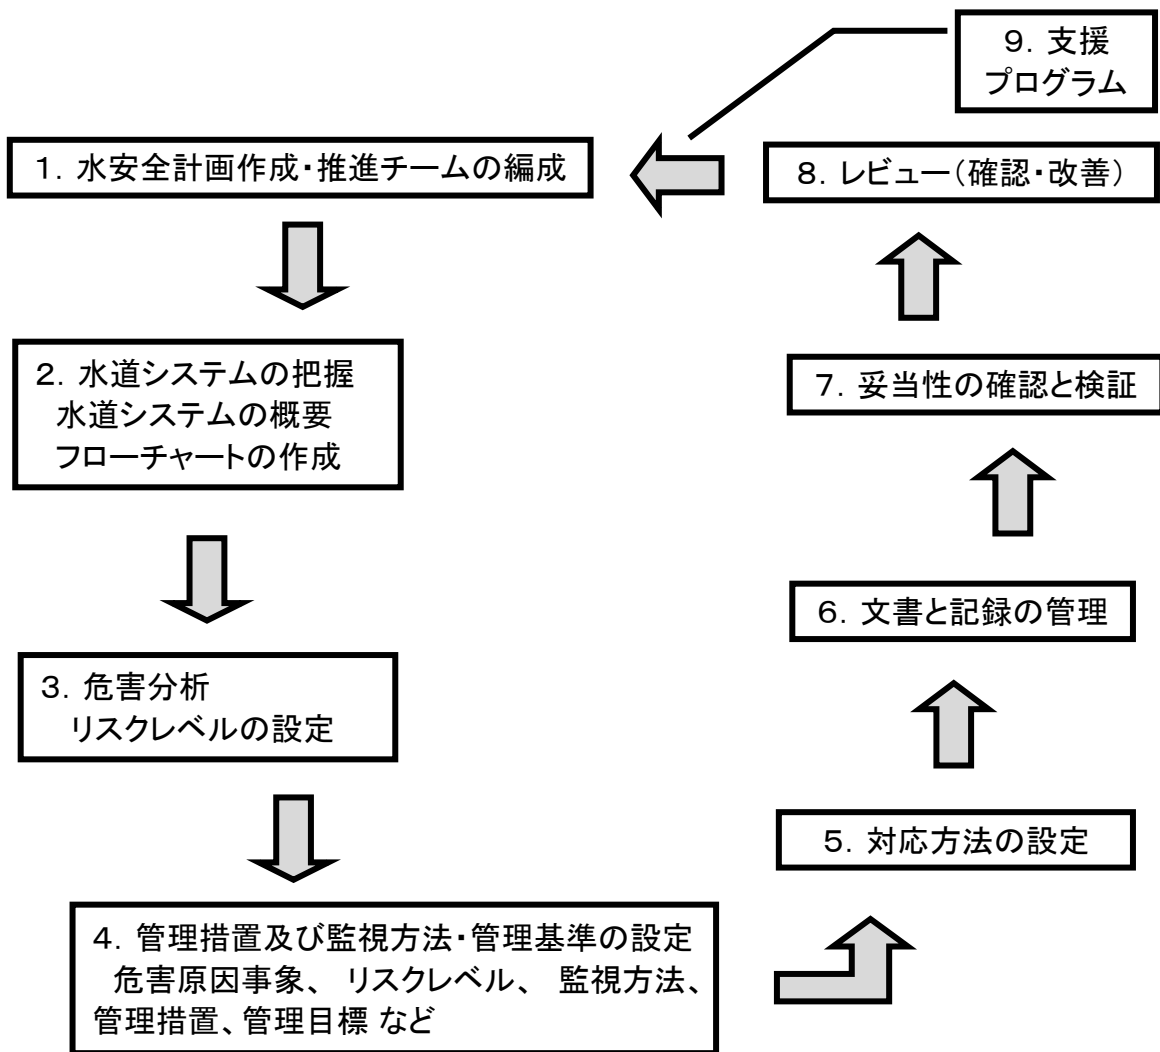 1. 水安全計画作成・推進チームの編成
2. 水道システムの把握
水道システムの概要
フローチャートの作成
3. 危害分析
リスクレベルの設定
4. 管理措置及び監視方法・管理基準の設定
危害原因事象、 リスクレベル、 監視方法、
管理措置、管理目標 など
5. 対応方法の設定
6. 文書と記録の管理
7. 妥当性の確認と検証
8. レビュー(確認・改善)
9. 支援
プログラム